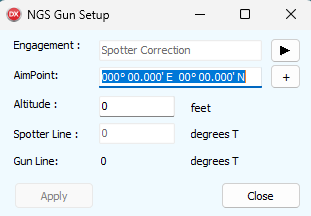 DX NGS Gun Setup
Engagement : Spotter Correction
AimPoint: 000° 00.000' E 00° 00.000' N +
Altitude : 0 feet
Spotter Line : 0 degrees T
Gun Line: 0 degrees T
Apply Close